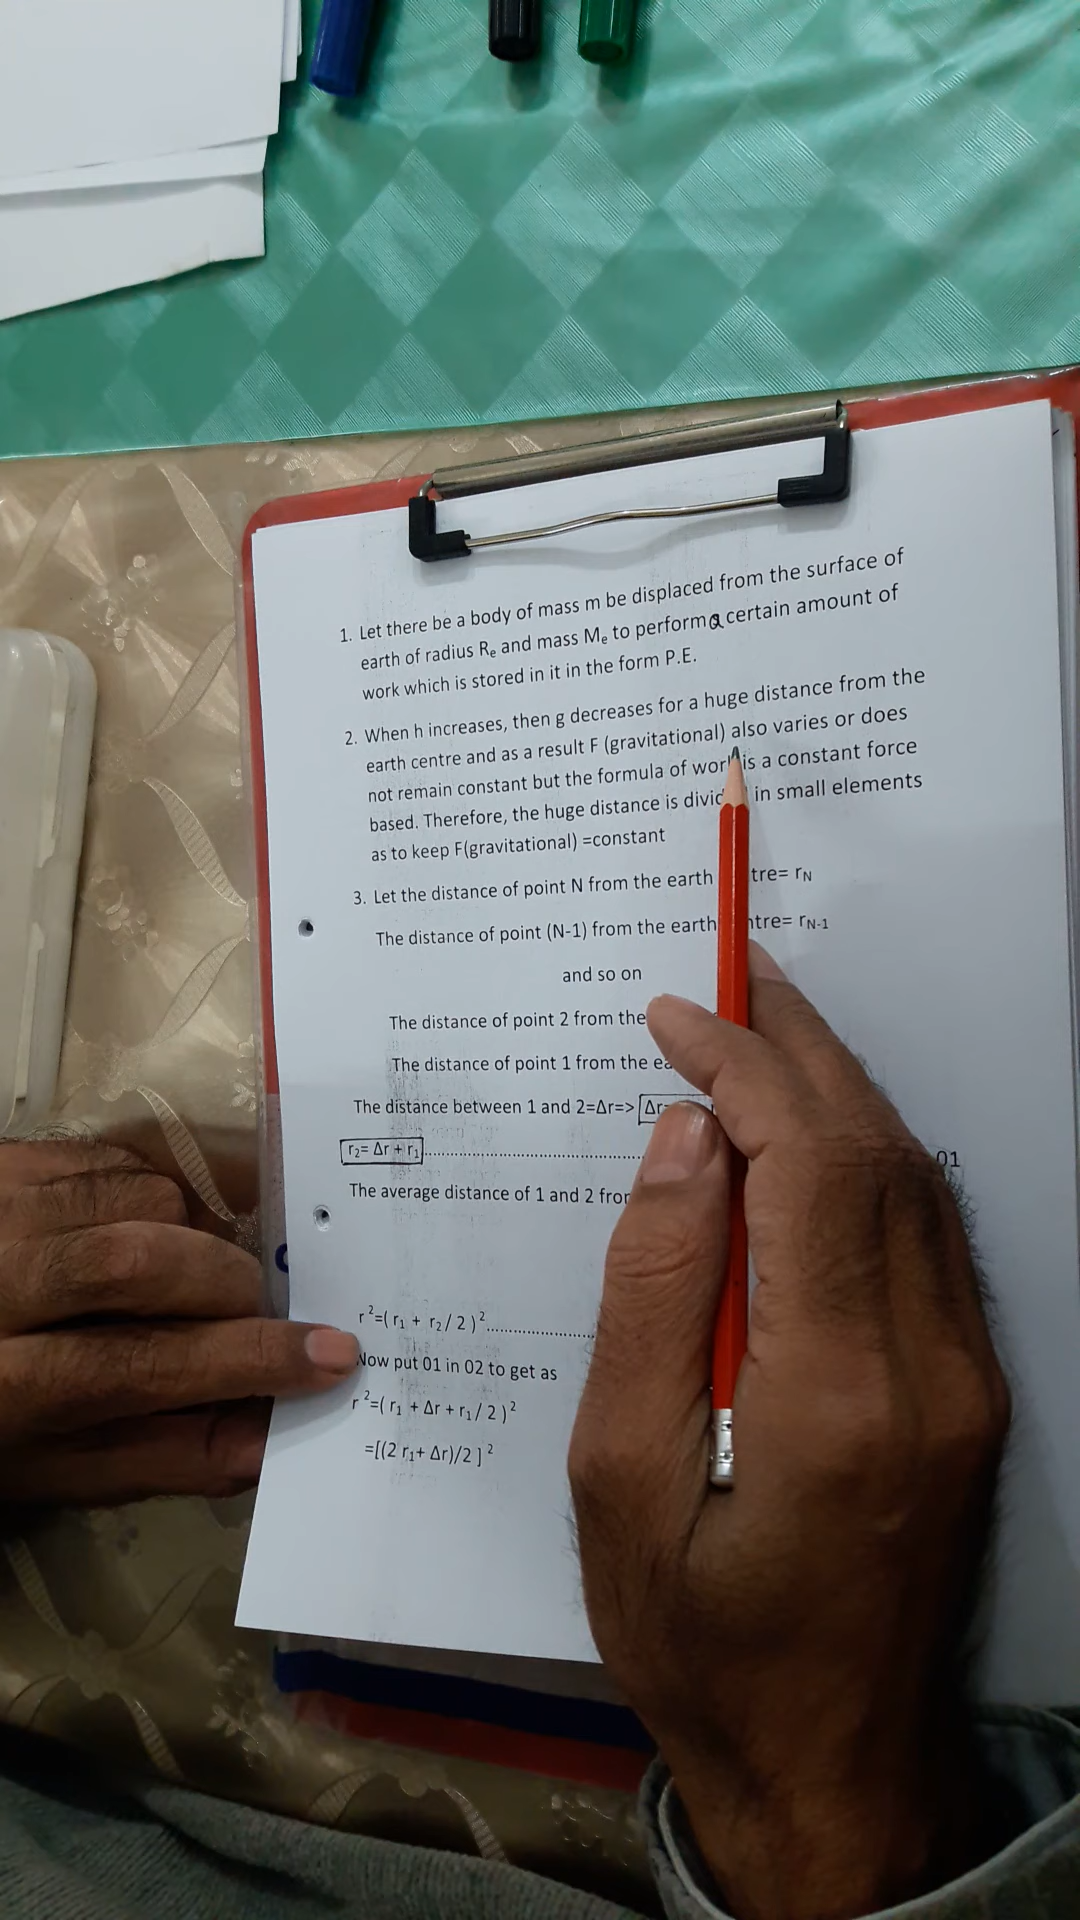 1. Let there be a body of mass m be displaced from the surface of
earth of radius Re and mass Me to perform a certain amount of
work which is stored in it in the form P.E.
2. When h increases, then g decreases for a huge distance from the
earth centre and as a result F (gravitational) also varies or does
not remain constant but the formula of work is a constant force
based. Therefore, the huge distance is divid in small elements
as to keep F(gravitational) =constant
3. Let the distance of point N from the earth tre= rN
The distance of point (N-1) from the earth ntre= rN-1
and so on
The distance of point 2 from the
The distance of point 1 from the ea
The distance between 1 and 2=Δr=> Δr=
r2= Δr + r1.................................................. 01
The average distance of 1 and 2 from
r²=( r1 + r2/ 2 )²........................
Now put 01 in 02 to get as
r²=( r1 + Δr + r1/ 2 )²
=[(2 r1+ Δr)/2 ]²